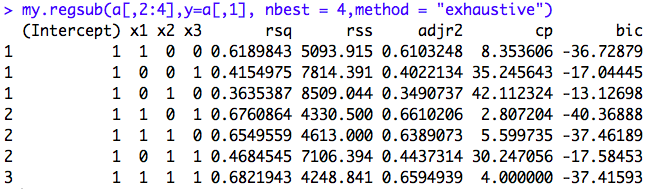 > my.regsub(a[,2:4],y=a[,1], nbest = 4,method = "exhaustive")
(Intercept) x1 x2 x3 rsq rss adjr2 cp bic
1 1 1 0 0 0.6189843 5093.915 0.6103248 8.353606 -36.72879
1 1 0 0 1 0.4154975 7814.391 0.4022134 35.245643 -17.04445
1 1 0 1 0 0.3635387 8509.044 0.3490737 42.112324 -13.12698
2 1 1 1 0 0.6760864 4330.500 0.6610206 2.807204 -40.36888
2 1 1 0 1 0.6549559 4613.000 0.6389073 5.599735 -37.46189
2 1 0 1 1 0.4684545 7106.394 0.4437314 30.247056 -17.58453
3 1 1 1 1 0.6821943 4248.841 0.6594939 4.000000 -37.41593